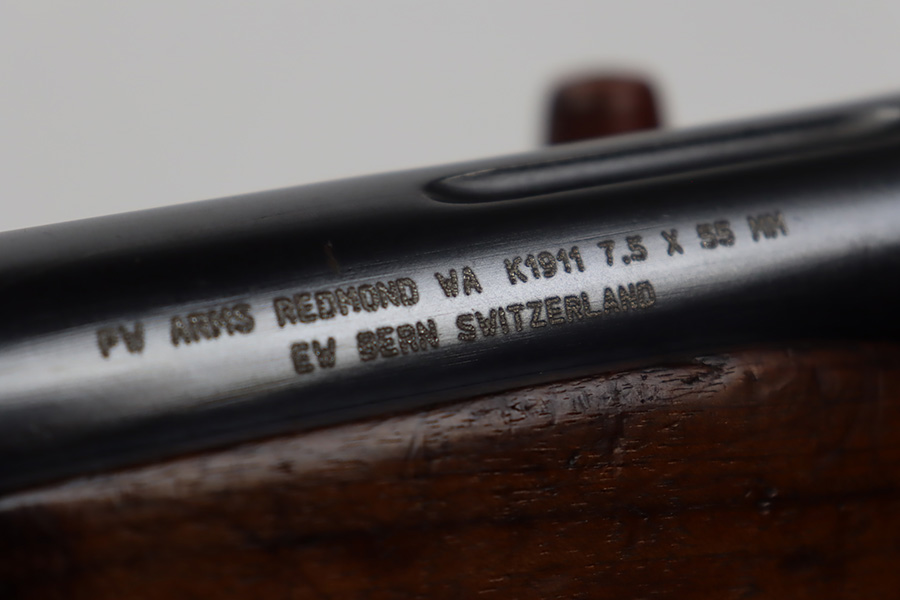 PW ARMS REDMOND WA K1911 7.5 X 55 MM
EW BERN SWITZERLAND